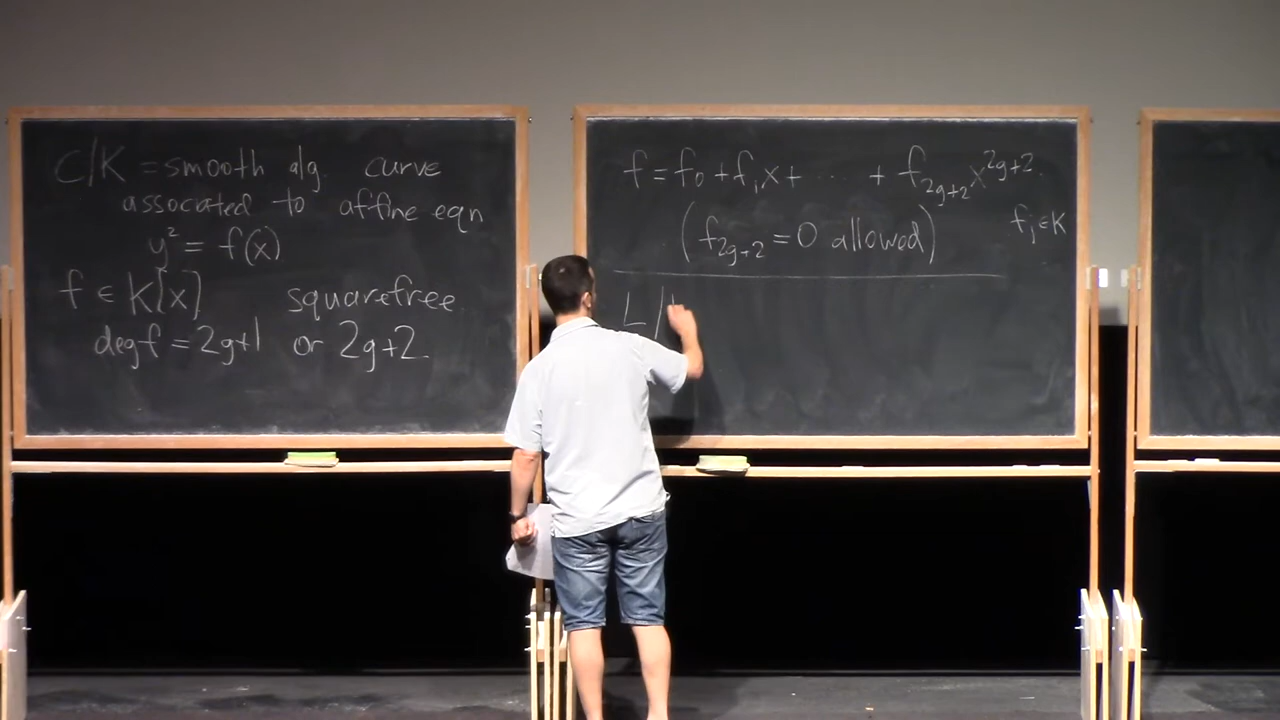 C/K = smooth alg. curve
associated to affine eqn
y² = f(x)
f ∈ K[x] squarefree
deg f = 2g+1 or 2g+2
f = f₀ + f₁x + ... + f_{2g+2} x^{2g+2}.
(f_{2g+2} = 0 allowed) fᵢ ∈ K
L/